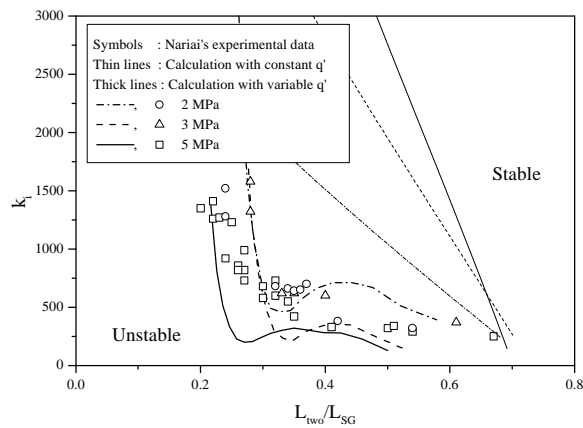 3000
2500
2000
1500
1000
500
0
k_i
Symbols : Nariai's experimental data
Thin lines : Calculation with constant q'
Thick lines : Calculation with variable q'
, 2 MPa
, 3 MPa
, 5 MPa
Stable
Unstable
0.0 0.2 0.4 0.6 0.8
L_two/L_SG